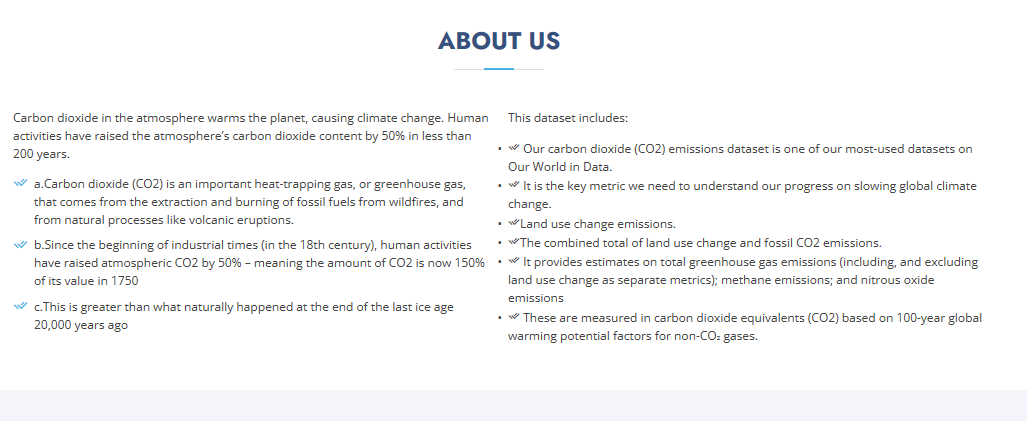 ABOUT US
Carbon dioxide in the atmosphere warms the planet, causing climate change. Human
activities have raised the atmosphere's carbon dioxide content by 50% in less than
200 years.
a.Carbon dioxide (CO2) is an important heat-trapping gas, or greenhouse gas,
that comes from the extraction and burning of fossil fuels from wildfires, and
from natural processes like volcanic eruptions.
b.Since the beginning of industrial times (in the 18th century), human activities
have raised atmospheric CO2 by 50% – meaning the amount of CO2 is now 150%
of its value in 1750
c.This is greater than what naturally happened at the end of the last ice age
20,000 years ago
This dataset includes:
• Our carbon dioxide (CO2) emissions dataset is one of our most-used datasets on
Our World in Data.
• It is the key metric we need to understand our progress on slowing global climate
change.
• Land use change emissions.
• The combined total of land use change and fossil CO2 emissions.
• It provides estimates on total greenhouse gas emissions (including, and excluding
land use change as separate metrics); methane emissions; and nitrous oxide
emissions
• These are measured in carbon dioxide equivalents (CO2) based on 100-year global
warming potential factors for non-CO₂ gases.